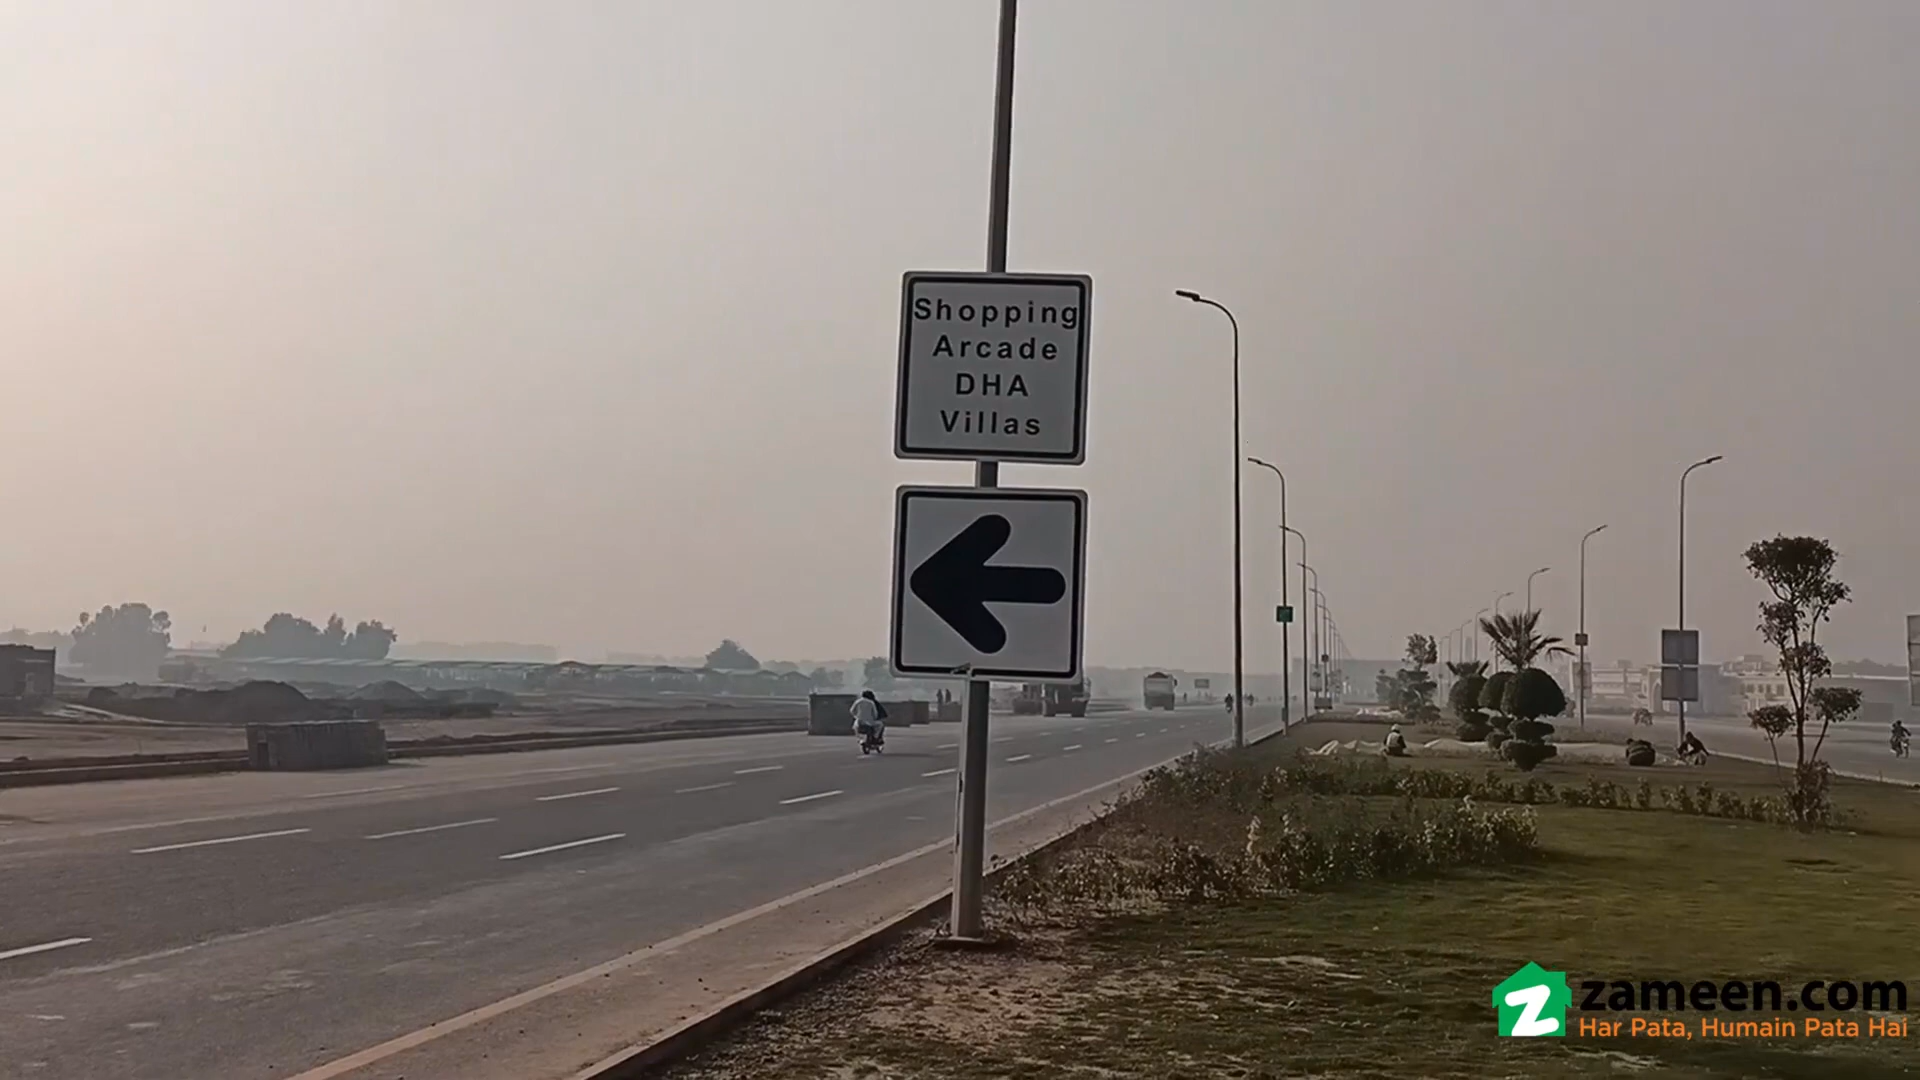 Shopping
Arcade
DHA
Villas
zameen.com
Har Pata, Humain Pata Hai